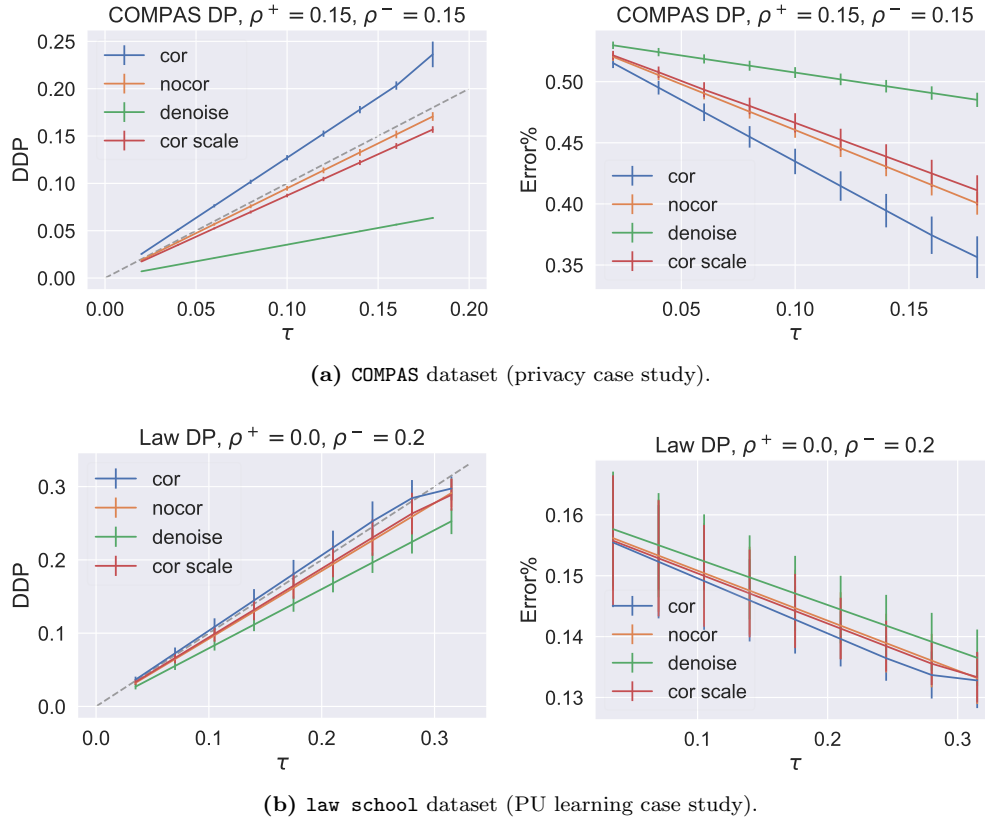 COMPAS DP, ρ⁺ = 0.15, ρ⁻ = 0.15
0.25
0.20
0.15
0.10
0.05
0.00
DDP
cor
nocor
denoise
cor scale
0.00 0.05 0.10 0.15 0.20
τ
COMPAS DP, ρ⁺ = 0.15, ρ⁻ = 0.15
0.50
0.45
0.40
0.35
Error%
cor
nocor
denoise
cor scale
0.05 0.10 0.15
τ
(a) COMPAS dataset (privacy case study).
Law DP, ρ⁺ = 0.0, ρ⁻ = 0.2
0.3
0.2
0.1
0.0
DDP
cor
nocor
denoise
cor scale
0.0 0.1 0.2 0.3
τ
Law DP, ρ⁺ = 0.0, ρ⁻ = 0.2
0.16
0.15
0.14
0.13
Error%
cor
nocor
denoise
cor scale
0.1 0.2 0.3
τ
(b) law school dataset (PU learning case study).